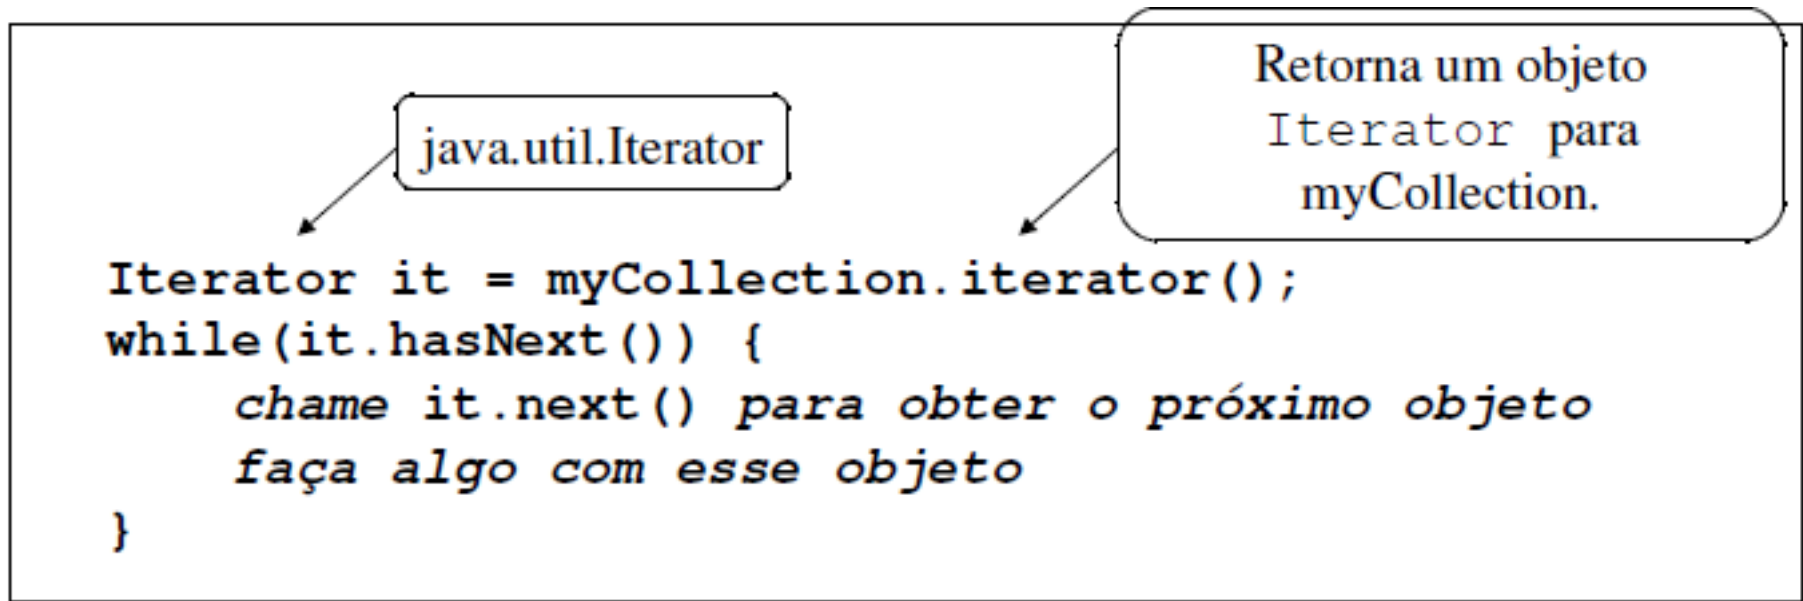 Retorna um objeto
Iterator para
myCollection.
java.util.Iterator
Iterator it = myCollection.iterator();
while(it.hasNext()) {
chame it.next() para obter o próximo objeto
faça algo com esse objeto
}